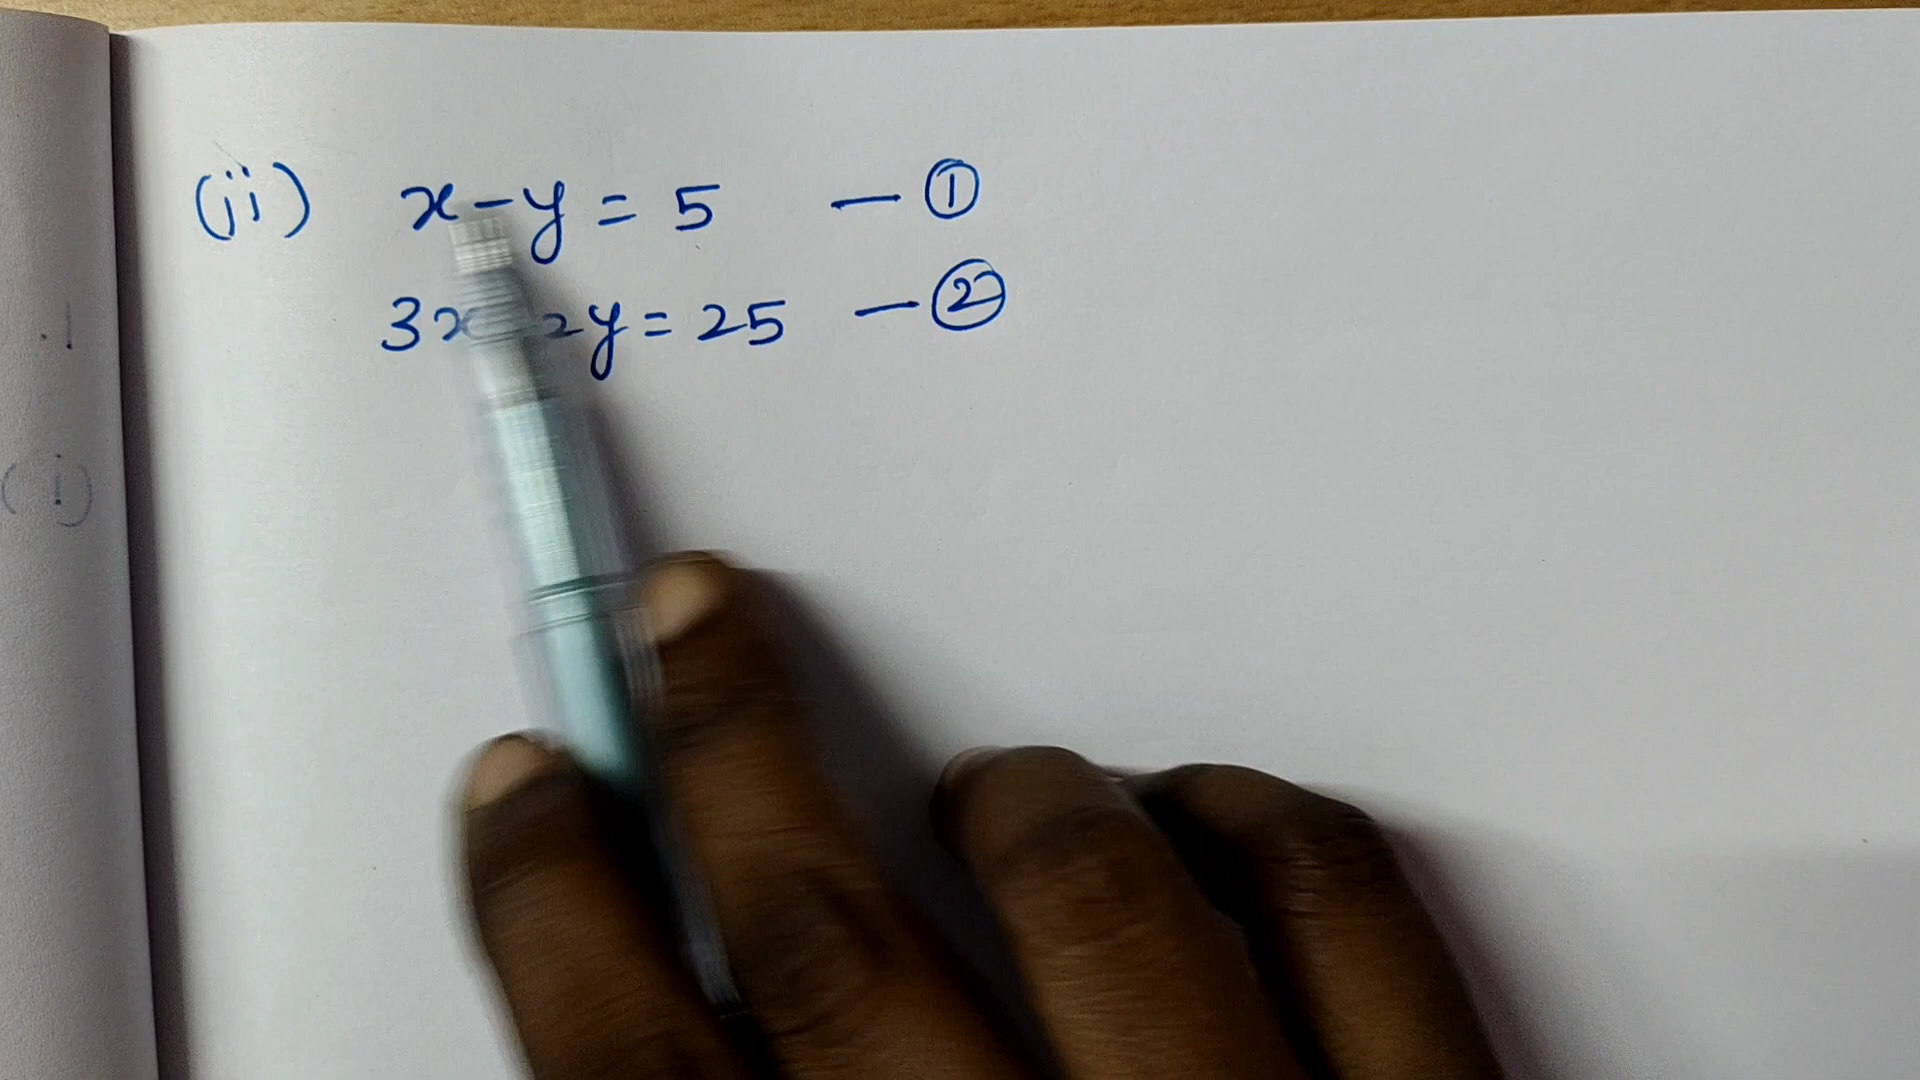 (ii) x - y = 5 — ①
3x 2y = 25 — ②
(i)